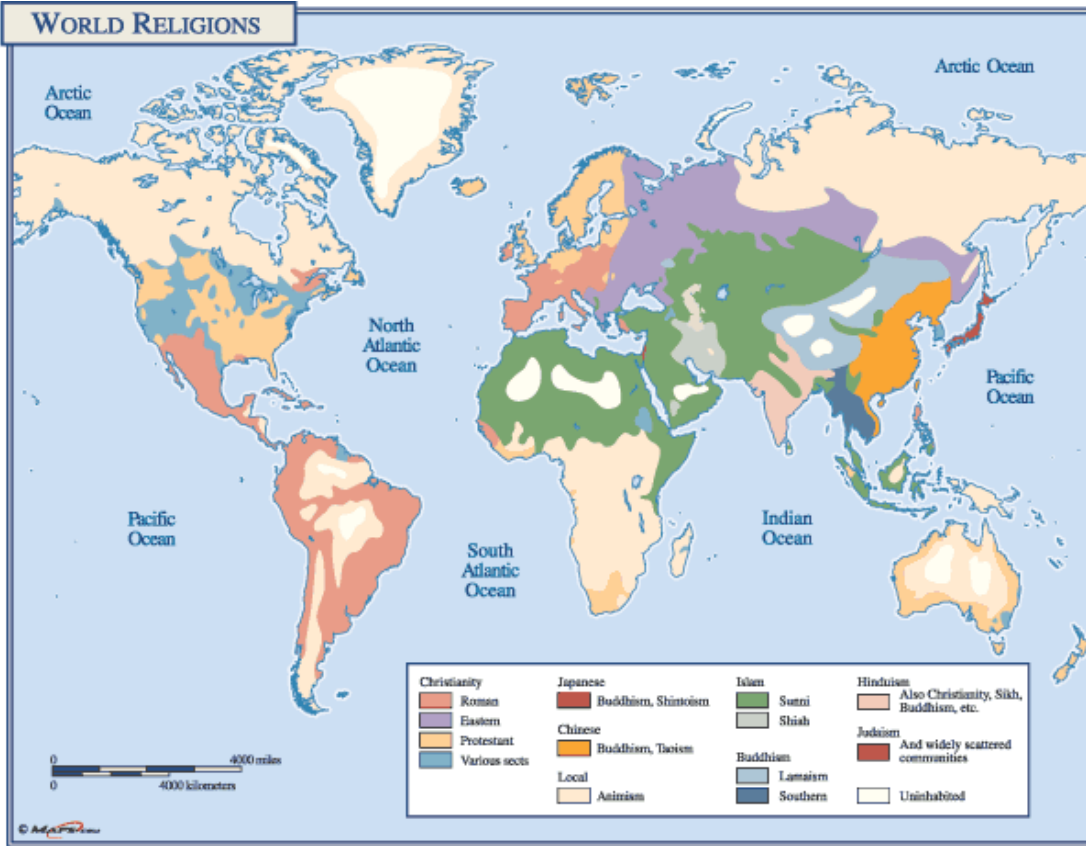 WORLD RELIGIONS
Arctic
Ocean
Arctic Ocean
North
Atlantic
Ocean
Pacific
Ocean
Pacific
Ocean
South
Atlantic
Ocean
Indian
Ocean
Christianity
Roman
Eastern
Protestant
Various sects
Japanese
Buddhism, Shintoism
Chinese
Buddhism, Taoism
Local
Animism
Islam
Sunni
Shiah
Buddhism
Lamaism
Southern
Hinduism
Also Christianity, Sikh,
Buddhism, etc.
Judaism
And widely scattered
communities
Uninhabited
0 4000 miles
0 4000 kilometers
© Maps.com